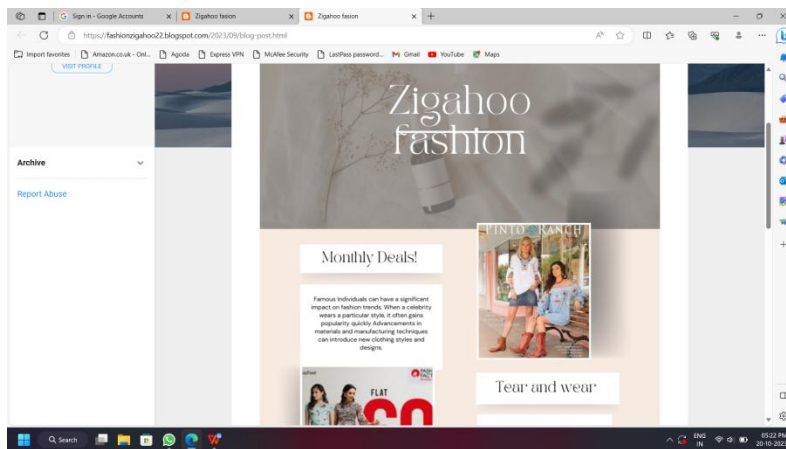 Sign in - Google Accounts
Zigahoo fasion
Zigahoo fasion
https://fashionzigahoo22.blogspot.com/2023/09/blog-post.html
Import favorites
Amazon.co.uk - Onl...
Agoda
Express VPN
McAfee Security
LastPass password...
Gmail
YouTube
Maps
VISIT PROFILE
Archive
Report Abuse
Zigahoo
fashion
PINTO RANCH
Monthly Deals!
Famous individuals can have a significant
impact on fashion trends. When a celebrity
wears a particular style, it often gains
popularity quickly Advancements in
materials and manufacturing techniques
can introduce new clothing styles and
designs.
FLAT
Tear and wear
Search
ENG
IN
05:22 PM
20-10-2023